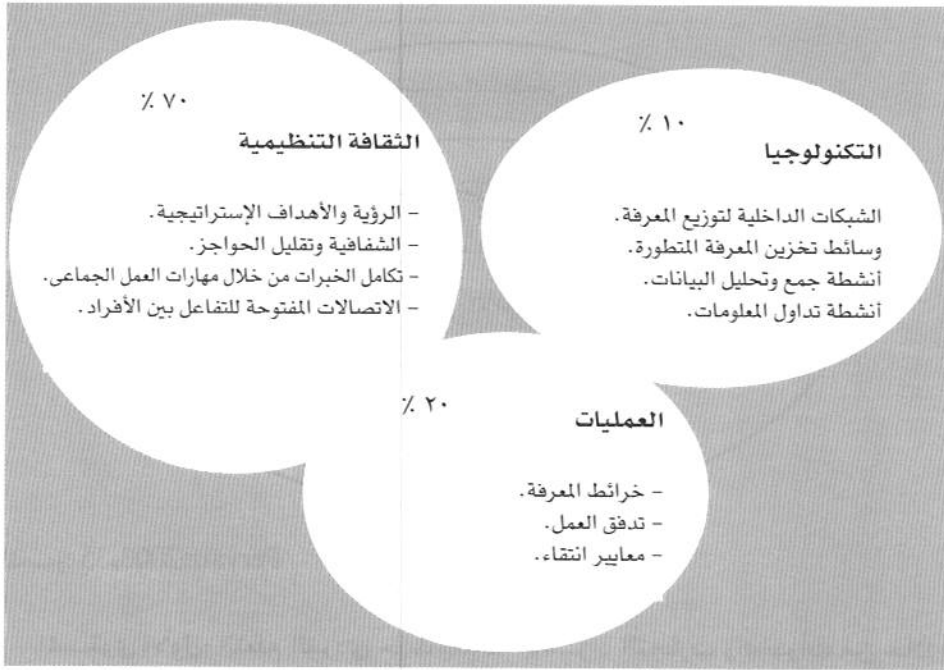 ٪ ١٠
التكنولوجيا
الشبكات الداخلية لتوزيع المعرفة.
وسائط تخزين المعرفة المتطورة.
أنشطة جمع وتحليل البيانات.
أنشطة تداول المعلومات.
٪ ٧٠
الثقافة التنظيمية
– الرؤية والأهداف الإستراتيجية.
– الشفافية وتقليل الحواجز.
– تكامل الخبرات من خلال مهارات العمل الجماعى.
– الاتصالات المفتوحة للتفاعل بين الأفراد.
٪ ٢٠
العمليات
– خرائط المعرفة.
– تدفق العمل.
– معايير انتقاء.